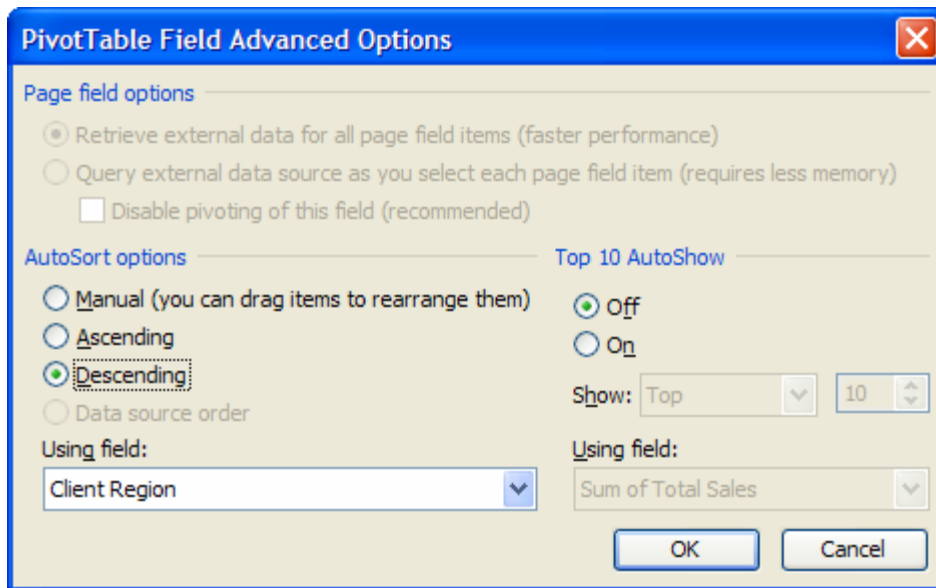 PivotTable Field Advanced Options
Page field options
Retrieve external data for all page field items (faster performance)
Query external data source as you select each page field item (requires less memory)
Disable pivoting of this field (recommended)
AutoSort options
Manual (you can drag items to rearrange them)
Ascending
Descending
Data source order
Using field:
Client Region
Top 10 AutoShow
Off
On
Show: Top 10
Using field:
Sum of Total Sales
OK Cancel